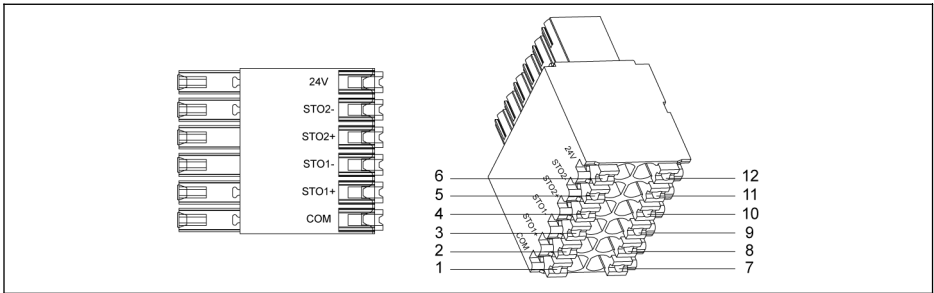 24V
STO2-
STO2+
STO1-
STO1+
COM
24V
STO2-
STO2+
STO1-
STO1+
COM
6 12
5 11
4 10
3 9
2 8
1 7